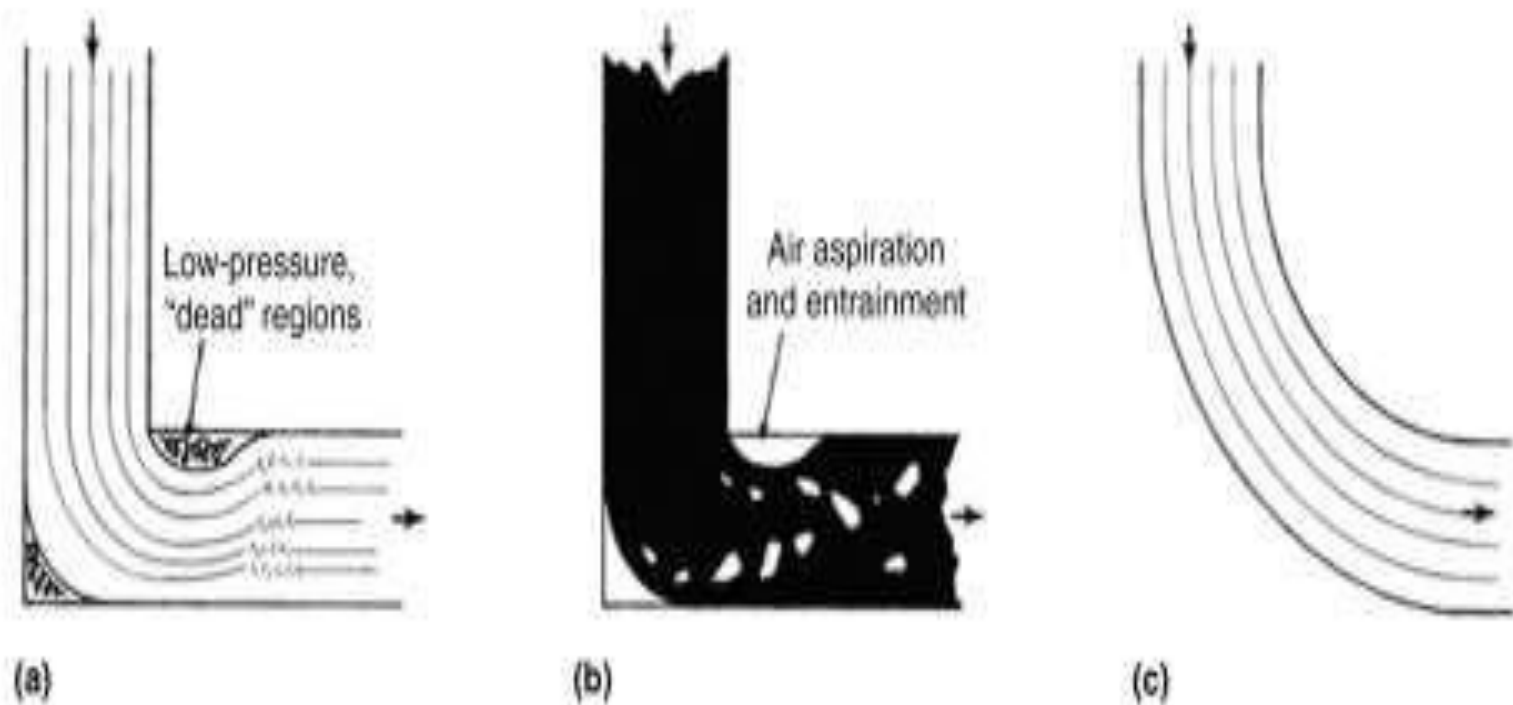 Low-pressure,
"dead" regions
Air aspiration
and entrainment
(a)
(b)
(c)